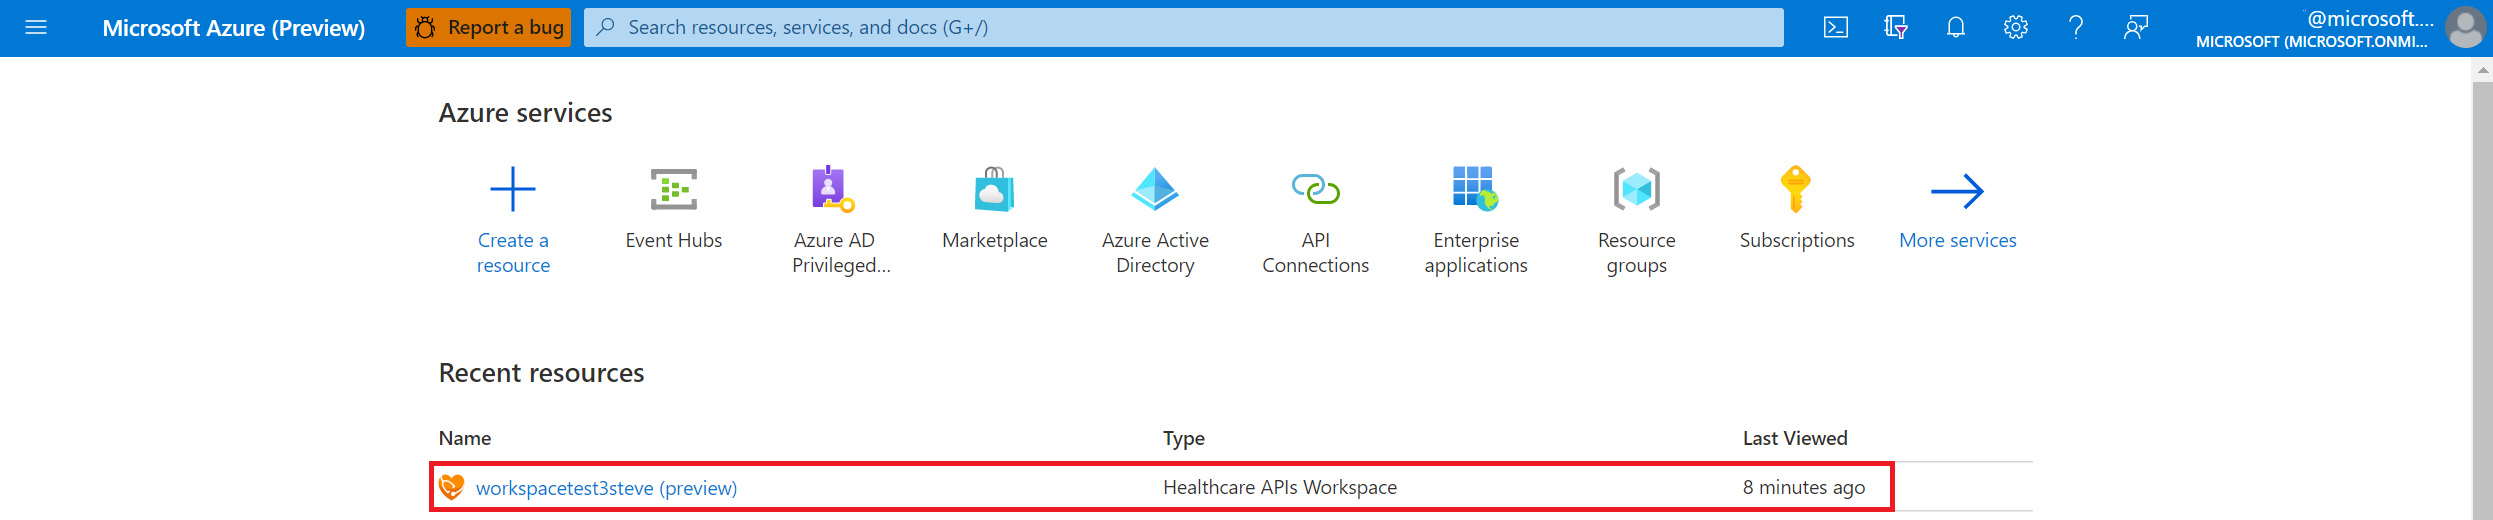 Microsoft Azure (Preview)
Report a bug
Search resources, services, and docs (G+/)
@microsoft....
MICROSOFT (MICROSOFT.ONMI...
Azure services
Create a
resource
Event Hubs
Azure AD
Privileged...
Marketplace
Azure Active
Directory
API
Connections
Enterprise
applications
Resource
groups
Subscriptions
More services
Recent resources
Name Type Last Viewed
workspacetest3steve (preview) Healthcare APIs Workspace 8 minutes ago